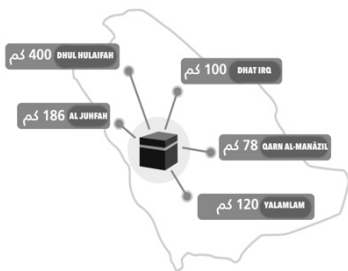 400 كم DHUL HULAIFAH
100 كم DHAT IRQ
186 كم AL JUHFAH
78 كم QARN AL-MANĀZIL
120 كم YALAMLAM